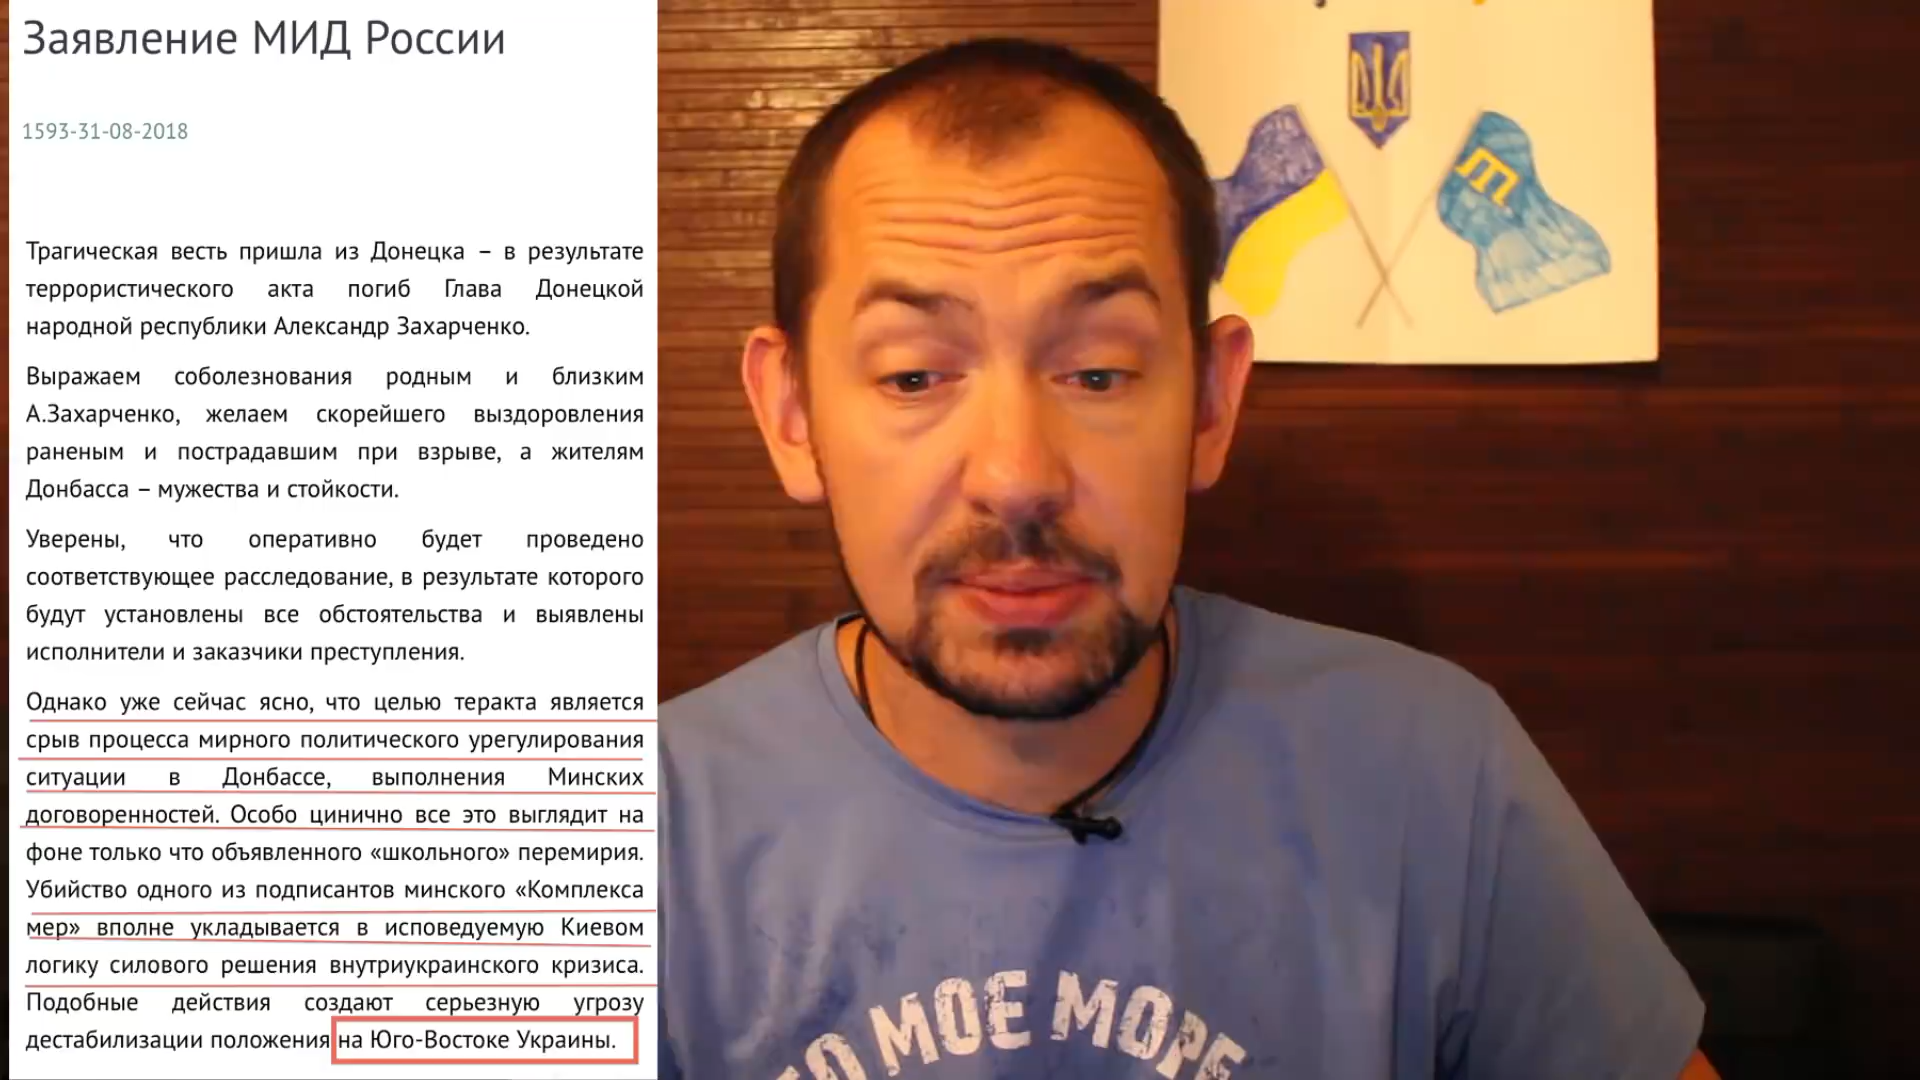 Заявление МИД России
1593-31-08-2018
Трагическая весть пришла из Донецка – в результате
террористического акта погиб Глава Донецкой
народной республики Александр Захарченко.
Выражаем соболезнования родным и близким
А.Захарченко, желаем скорейшего выздоровления
раненым и пострадавшим при взрыве, а жителям
Донбасса – мужества и стойкости.
Уверены, что оперативно будет проведено
соответствующее расследование, в результате которого
будут установлены все обстоятельства и выявлены
исполнители и заказчики преступления.
Однако уже сейчас ясно, что целью теракта является
срыв процесса мирного политического урегулирования
ситуации в Донбассе, выполнения Минских
договоренностей. Особо цинично все это выглядит на
фоне только что объявленного «школьного» перемирия.
Убийство одного из подписантов минского «Комплекса
мер» вполне укладывается в исповедуемую Киевом
логику силового решения внутриукраинского кризиса.
Подобные действия создают серьезную угрозу
дестабилизации положения на Юго-Востоке Украины.
МОЕ МОРЕ